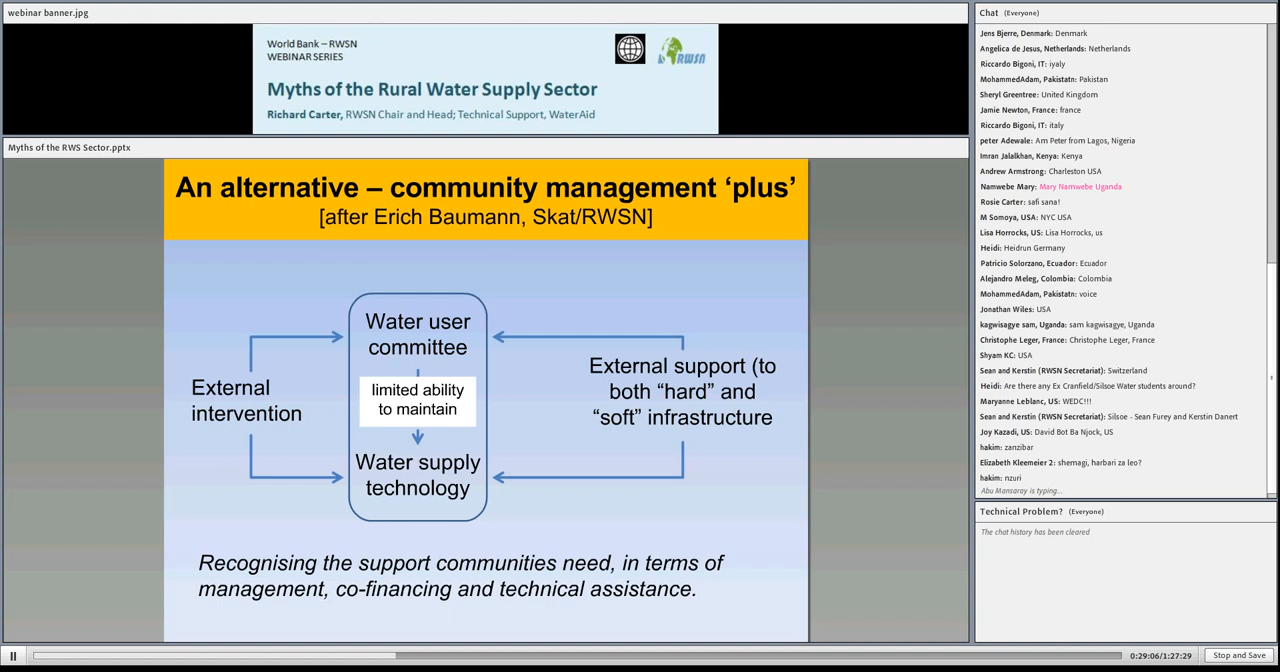 webinar banner.jpg
World Bank – RWSN
WEBINAR SERIES
RWSN
Myths of the Rural Water Supply Sector
Richard Carter, RWSN Chair and Head; Technical Support, WaterAid
Myths of the RWS Sector.pptx
An alternative – community management ‘plus’
[after Erich Baumann, Skat/RWSN]
External
intervention
Water user
committee
limited ability
to maintain
Water supply
technology
External support (to
both “hard” and
“soft” infrastructure
Recognising the support communities need, in terms of
management, co-financing and technical assistance.
Chat (Everyone)
Jens Bjerre, Denmark: Denmark
Angelica de Jesus, Netherlands: Netherlands
Riccardo Bigoni, IT: iyaly
MohammedAdam, Pakistatn: Pakistan
Sheryl Greentree: United Kingdom
Jamie Newton, France: france
Riccardo Bigoni, IT: italy
peter Adewale: Am Peter from Lagos, Nigeria
Imran Jalalkhan, Kenya: Kenya
Andrew Armstrong: Charleston USA
Namwebe Mary: Mary Namwebe Uganda
Rosie Carter: safi sana!
M Somoya, USA: NYC USA
Lisa Horrocks, US: Lisa Horrocks, us
Heidi: Heidrun Germany
Patricio Solorzano, Ecuador: Ecuador
Alejandro Meleg, Colombia: Colombia
MohammedAdam, Pakistatn: voice
Jonathan Wiles: USA
kagwisagye sam, Uganda: sam kagwisagye, Uganda
Christophe Leger, France: Christophe Leger, France
Shyam KC: USA
Sean and Kerstin (RWSN Secretariat): Switzerland
Heidi: Are there any Ex Cranfield/Silsoe Water students around?
Maryanne Leblanc, US: WEDC!!!
Sean and Kerstin (RWSN Secretariat): Silsoe - Sean Furey and Kerstin Danert
Joy Kazadi, US: David Bot Ba Njock, US
hakim: zanzibar
Elizabeth Kleemeier 2: shemagi, harbari za leo?
hakim: nzuri
Abu Mansaray is typing...
Technical Problem? (Everyone)
The chat history has been cleared
0:29:06/1:27:29
Stop and Save